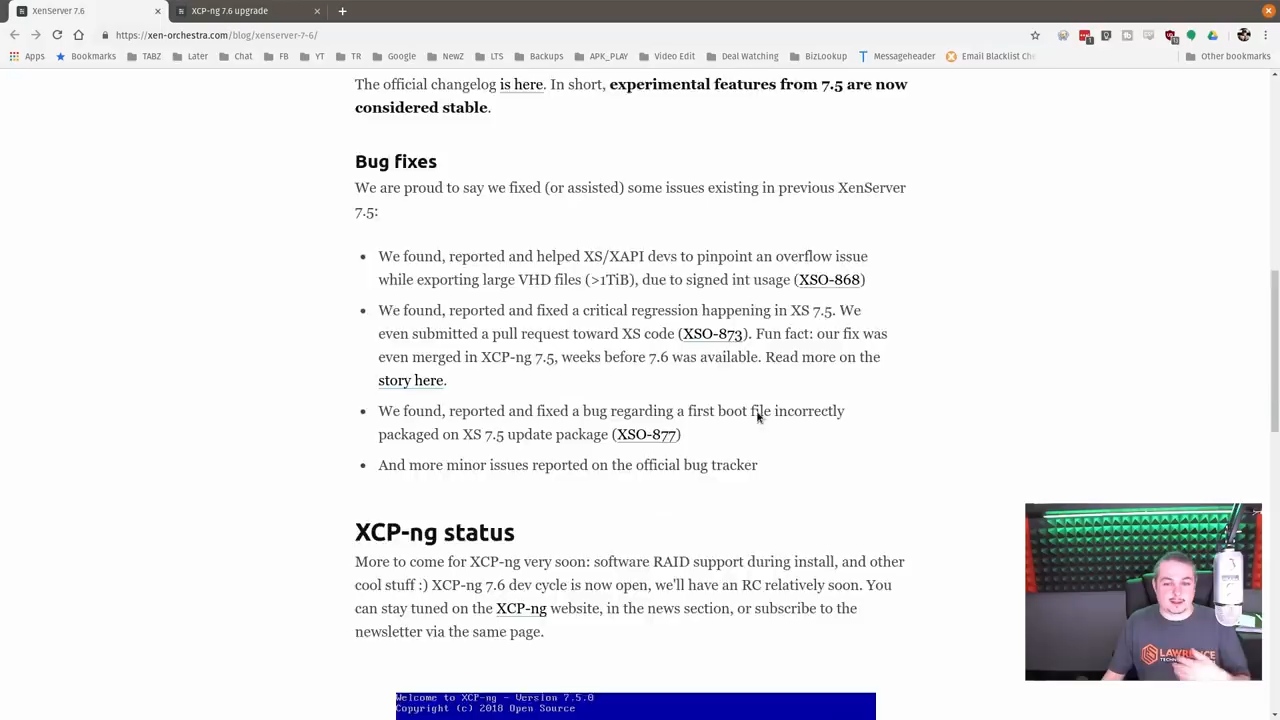 XenServer 7.6
XCP-ng 7.6 upgrade
https://xen-orchestra.com/blog/xenserver-7-6/
Apps Bookmarks TABZ Later Chat FB YT TR Google NewZ LTS Backups APK_PLAY Video Edit Deal Watching BizLookup Messageheader Email Blacklist Che Other bookmarks
The official changelog is here. In short, experimental features from 7.5 are now
considered stable.
Bug fixes
We are proud to say we fixed (or assisted) some issues existing in previous XenServer
7.5:
• We found, reported and helped XS/XAPI devs to pinpoint an overflow issue
while exporting large VHD files (>1TiB), due to signed int usage (XSO-868)
• We found, reported and fixed a critical regression happening in XS 7.5. We
even submitted a pull request toward XS code (XSO-873). Fun fact: our fix was
even merged in XCP-ng 7.5, weeks before 7.6 was available. Read more on the
story here.
• We found, reported and fixed a bug regarding a first boot file incorrectly
packaged on XS 7.5 update package (XSO-877)
• And more minor issues reported on the official bug tracker
XCP-ng status
More to come for XCP-ng very soon: software RAID support during install, and other
cool stuff :) XCP-ng 7.6 dev cycle is now open, we'll have an RC relatively soon. You
can stay tuned on the XCP-ng website, in the news section, or subscribe to the
newsletter via the same page.
Welcome to XCP-ng - Version 7.5.0
Copyright (c) 2018 Open Source
LAWRENCE